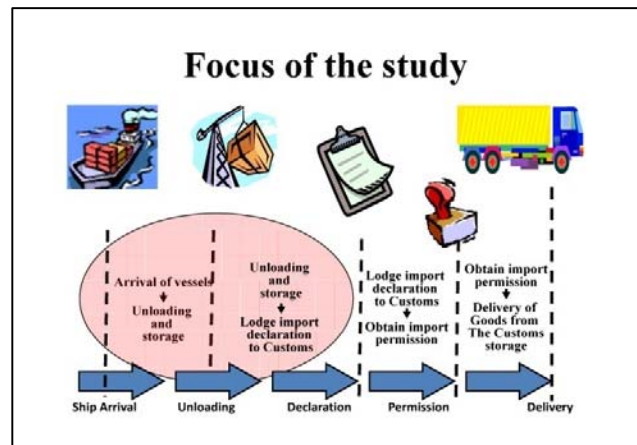 Focus of the study
Arrival of vessels
Unloading
and
storage
Unloading
and
storage
Lodge import
declaration
to Customs
Lodge import
declaration
to Customs
Obtain import
permission
Obtain import
permission
Delivery of
Goods from
The Customs
storage
Ship Arrival
Unloading
Declaration
Permission
Delivery